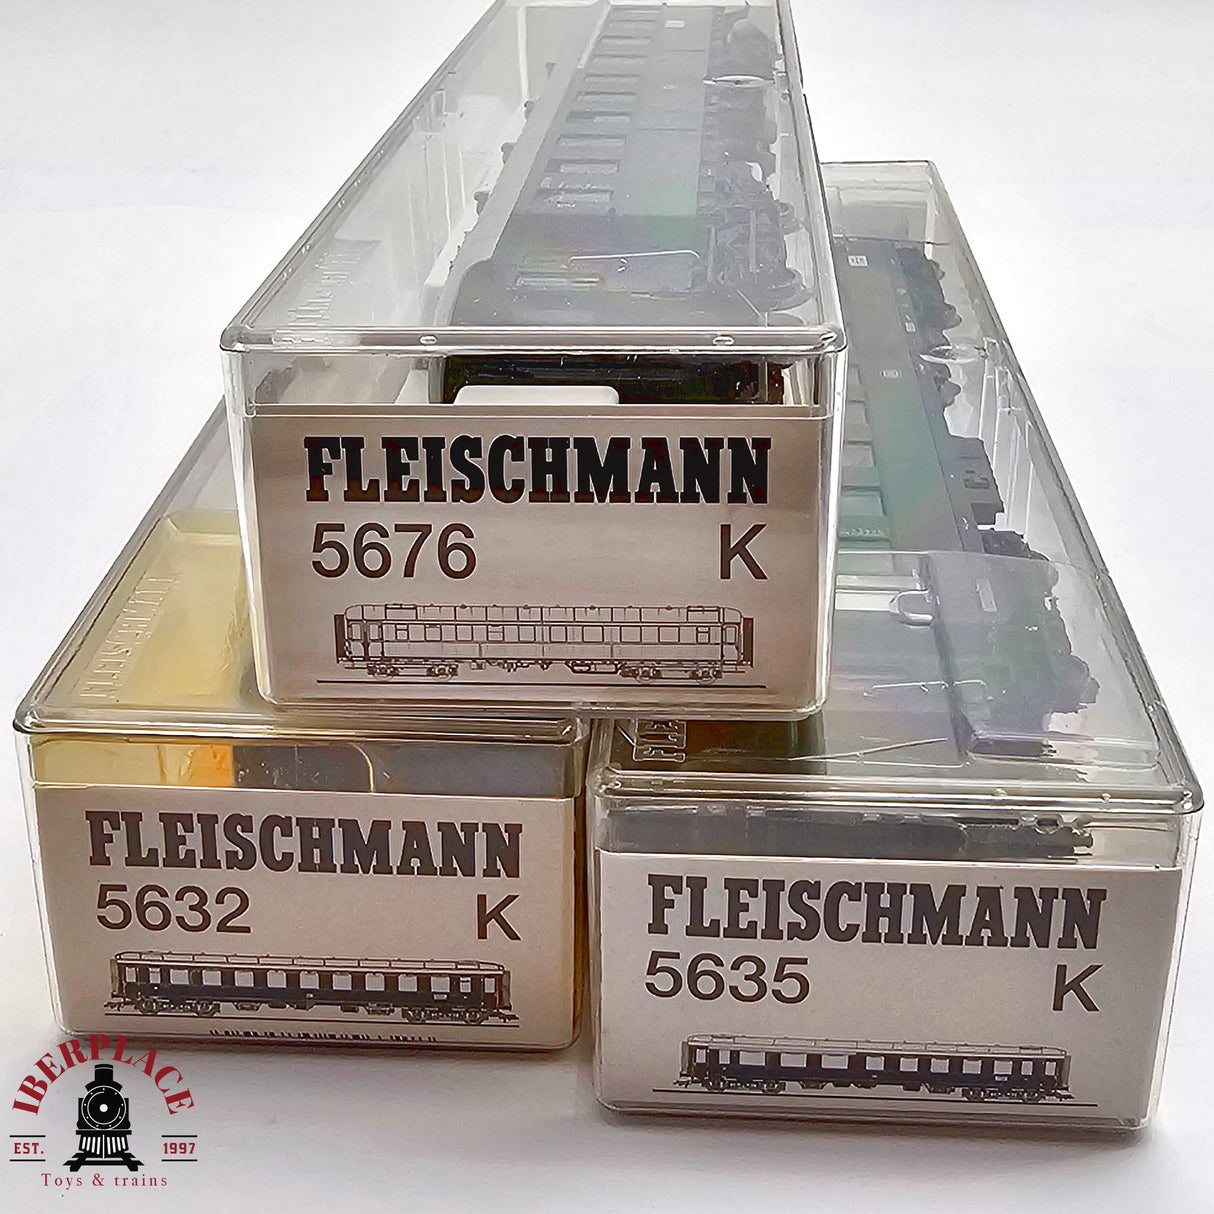 FLEISCHMANN
5676 K
FLEISCHMANN
5632 K
FLEISCHMANN
5635 K
IBERPLACE
EST. 1997
Toys & trains